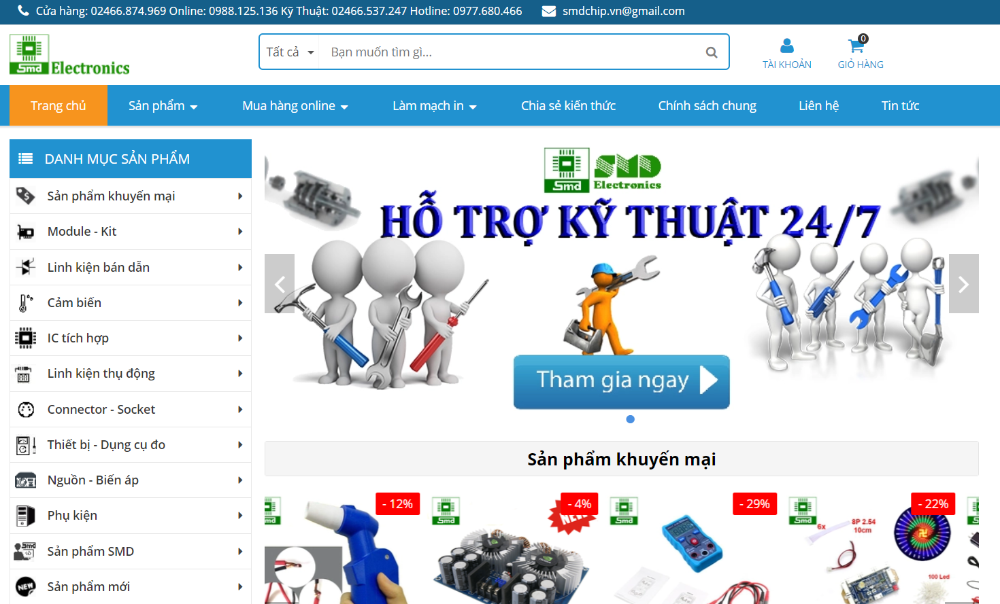 Cửa hàng: 02466.874.969 Online: 0988.125.136 Kỹ Thuật: 02466.537.247 Hotline: 0977.680.466 smdchip.vn@gmail.com
Smd Electronics
Tất cả
Bạn muốn tìm gì...
0
TÀI KHOẢN
GIỎ HÀNG
Trang chủ
Sản phẩm
Mua hàng online
Làm mạch in
Chia sẻ kiến thức
Chính sách chung
Liên hệ
Tin tức
DANH MỤC SẢN PHẨM
Sản phẩm khuyến mại
Module - Kit
Linh kiện bán dẫn
Cảm biến
IC tích hợp
Linh kiện thụ động
Connector - Socket
Thiết bị - Dụng cụ đo
Nguồn - Biến áp
Phụ kiện
Smd
Sản phẩm SMD
NEW
Sản phẩm mới
Smd
SMD
Electronics
HỖ TRỢ KỸ THUẬT 24/7
Tham gia ngay
Sản phẩm khuyến mại
Smd
- 12%
Smd
- 4%
NEW
Smd
- 29%
Smd
- 22%
6x
8P 2.54
10cm
100 Led
Smd